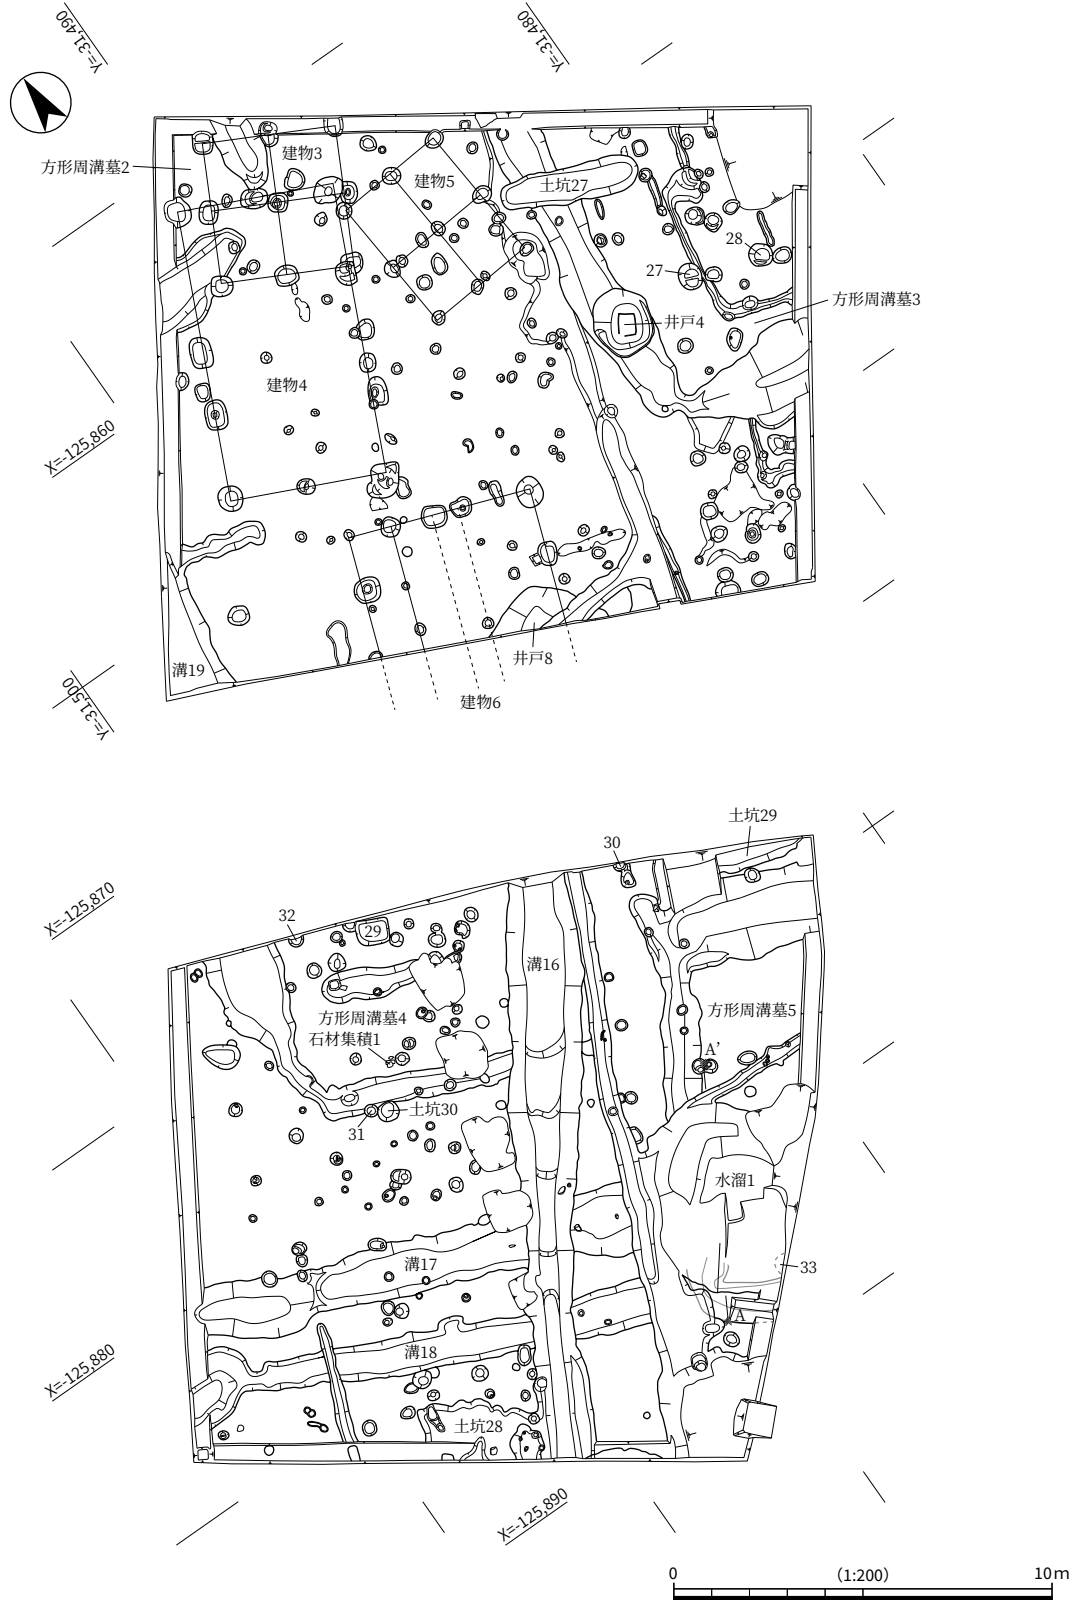 Y=-31,490
Y=-31,480
建物3
方形周溝墓2
建物5
土坑27
28
27
方形周溝墓3
井戸4
建物4
X=-125,860
溝19
井戸8
Y=-31,500
建物6
土坑29
30
X=-125,870
32
29
溝16
方形周溝墓4
方形周溝墓5
石材集積1
A’
土坑30
31
水溜1
溝17
33
A
溝18
X=-125,880
土坑28
X=-125,890
0
(1:200)
10m